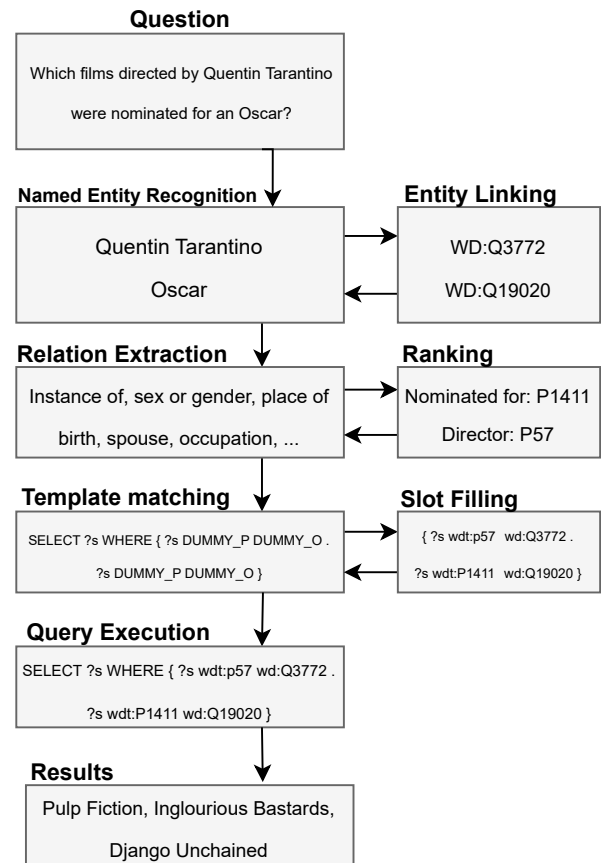 Question
Which films directed by Quentin Tarantino
were nominated for an Oscar?
Named Entity Recognition
Quentin Tarantino
Oscar
Entity Linking
WD:Q3772
WD:Q19020
Relation Extraction
Instance of, sex or gender, place of
birth, spouse, occupation, ...
Ranking
Nominated for: P1411
Director: P57
Template matching
SELECT ?s WHERE { ?s DUMMY_P DUMMY_O .
?s DUMMY_P DUMMY_O }
Slot Filling
{ ?s wdt:p57 wd:Q3772 .
?s wdt:P1411 wd:Q19020 }
Query Execution
SELECT ?s WHERE { ?s wdt:p57 wd:Q3772 .
?s wdt:P1411 wd:Q19020 }
Results
Pulp Fiction, Inglourious Bastards,
Django Unchained